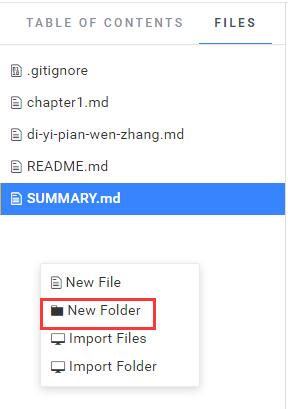 TABLE OF CONTENTS FILES
.gitignore
chapter1.md
di-yi-pian-wen-zhang.md
README.md
SUMMARY.md
New File
New Folder
Import Files
Import Folder